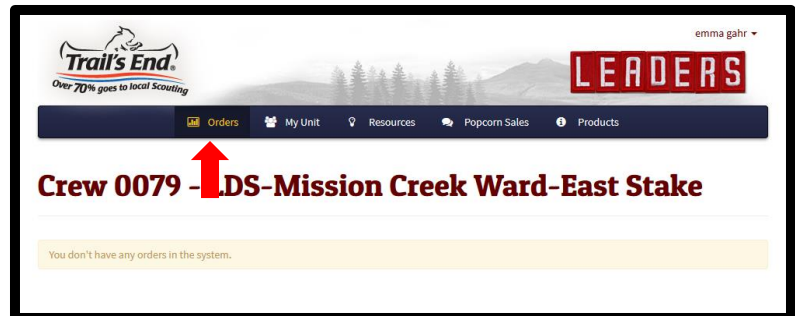 emma gahr
Trail's End®
Over 70% goes to local Scouting
LEADERS
Orders My Unit Resources Popcorn Sales Products
Crew 0079 - LDS-Mission Creek Ward-East Stake
You don't have any orders in the system.